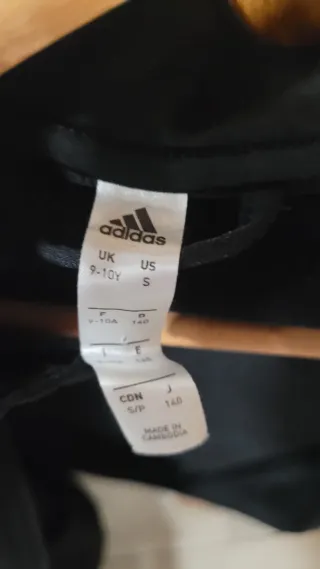 adidas
UK US
9-10Y S
F D
9-10A 140
I E
CDN J
S/P 140
MADE IN
CAMBODIA